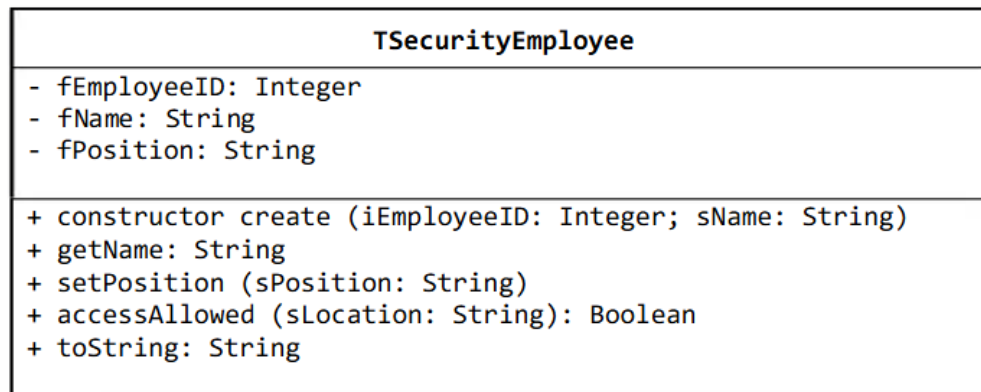 TSecurityEmployee
- fEmployeeID: Integer
- fName: String
- fPosition: String
+ constructor create (iEmployeeID: Integer; sName: String)
+ getName: String
+ setPosition (sPosition: String)
+ accessAllowed (sLocation: String): Boolean
+ toString: String